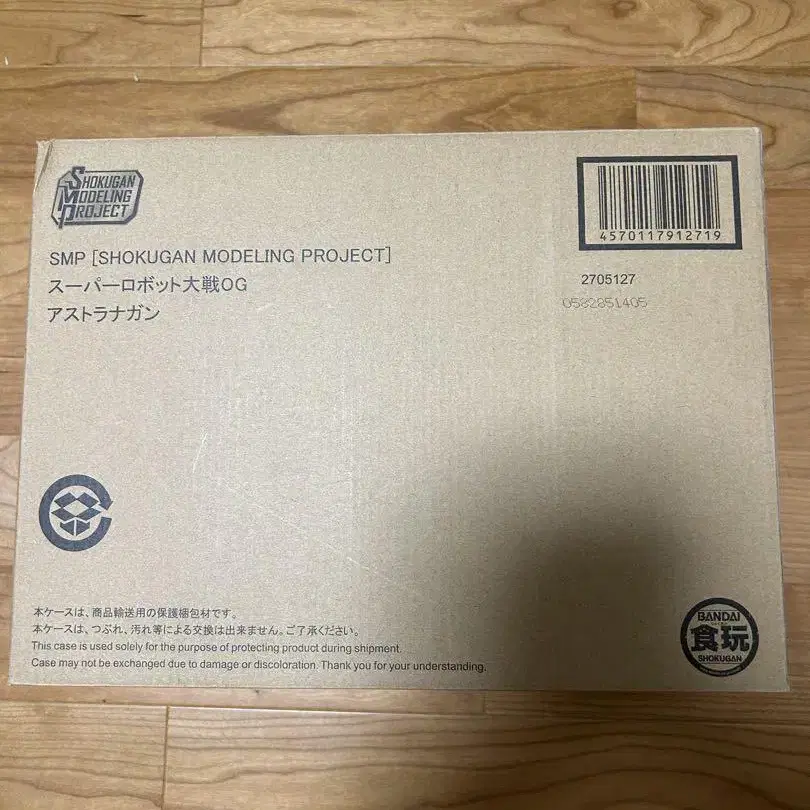 SHOKUGAN
MODELING
PROJECT
4570117912719
SMP [SHOKUGAN MODELING PROJECT]
スーパーロボット大戦OG
アストラナガン
2705127
0582851405
本ケースは、商品輸送用の保護梱包材です。
本ケースは、つぶれ、汚れ等による交換は出来ません。ご了承ください。
This case is used solely for the purpose of protecting product during shipment.
Case may not be exchanged due to damage or discoloration. Thank you for your understanding.
BANDAI
食玩
SHOKUGAN